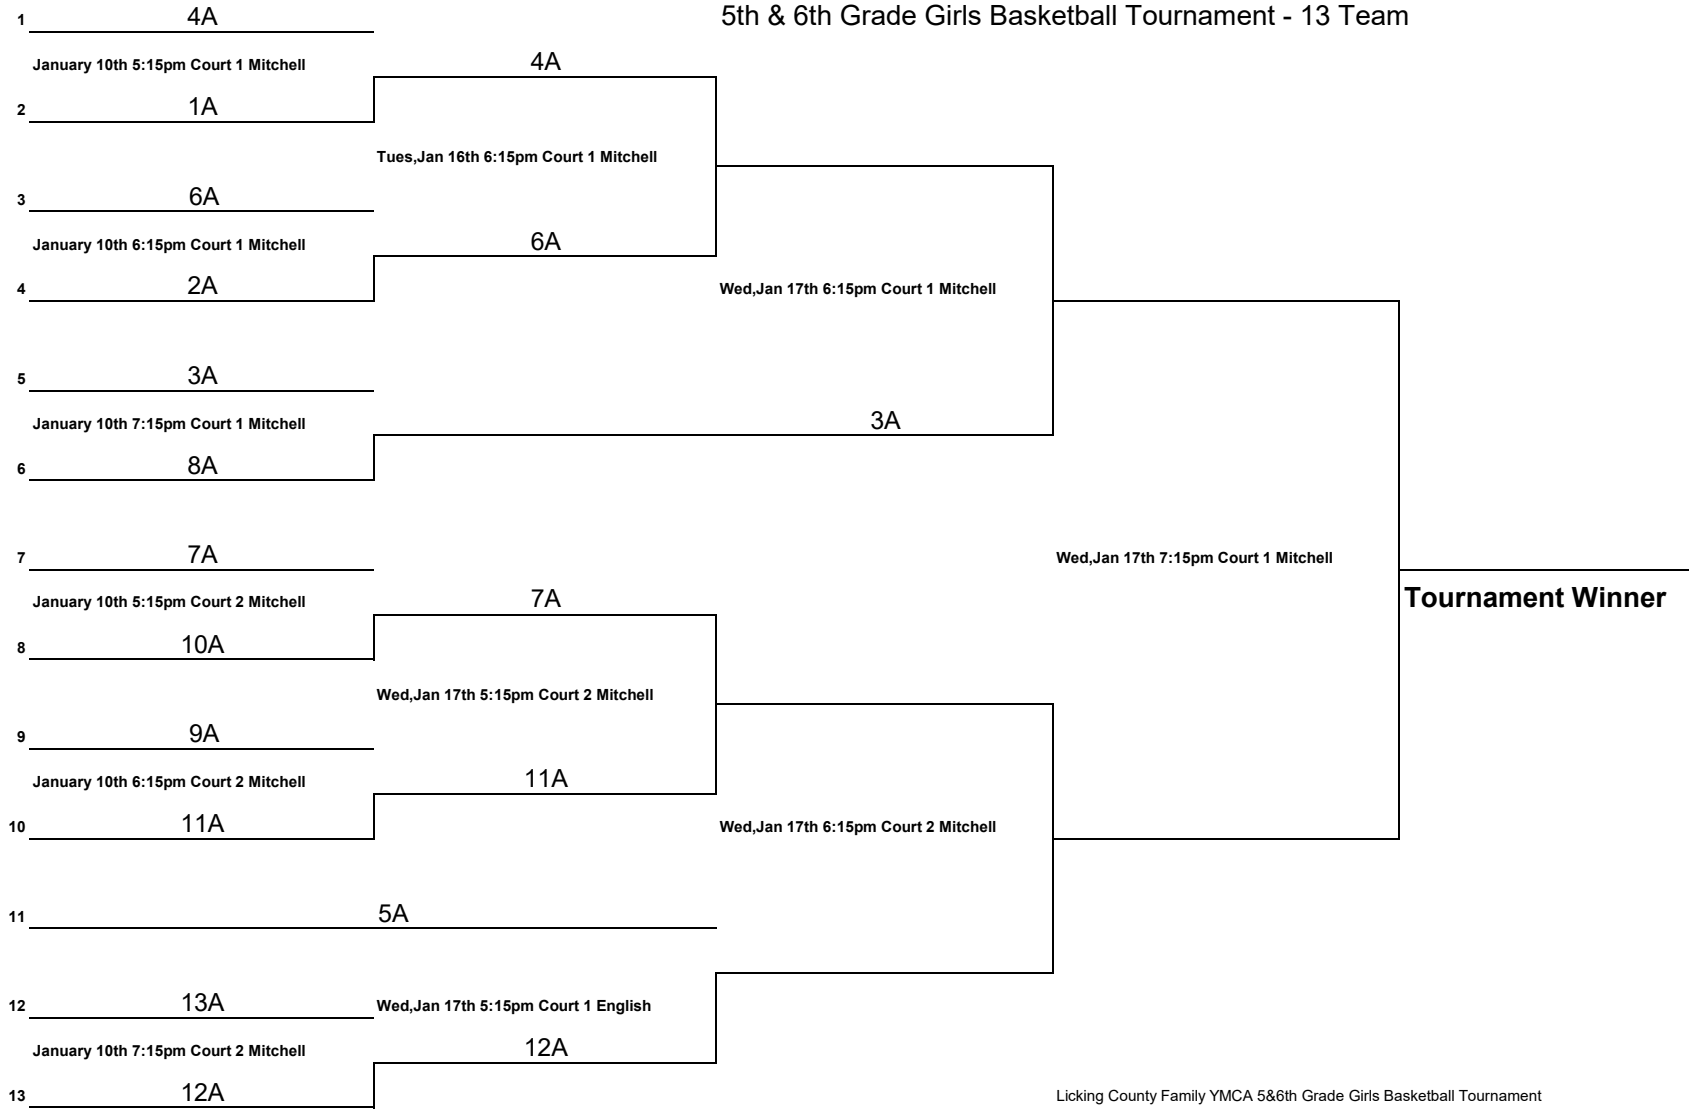 5th & 6th Grade Girls Basketball Tournament - 13 Team
1 4A
January 10th 5:15pm Court 1 Mitchell
4A
2 1A
Tues,Jan 16th 6:15pm Court 1 Mitchell
3 6A
January 10th 6:15pm Court 1 Mitchell
6A
4 2A
Wed,Jan 17th 6:15pm Court 1 Mitchell
5 3A
January 10th 7:15pm Court 1 Mitchell
3A
6 8A
7 7A
Wed,Jan 17th 7:15pm Court 1 Mitchell
January 10th 5:15pm Court 2 Mitchell
7A
Tournament Winner
8 10A
Wed,Jan 17th 5:15pm Court 2 Mitchell
9 9A
January 10th 6:15pm Court 2 Mitchell
11A
10 11A
Wed,Jan 17th 6:15pm Court 2 Mitchell
11 5A
12 13A
Wed,Jan 17th 5:15pm Court 1 English
January 10th 7:15pm Court 2 Mitchell
12A
13 12A
Licking County Family YMCA 5&6th Grade Girls Basketball Tournament